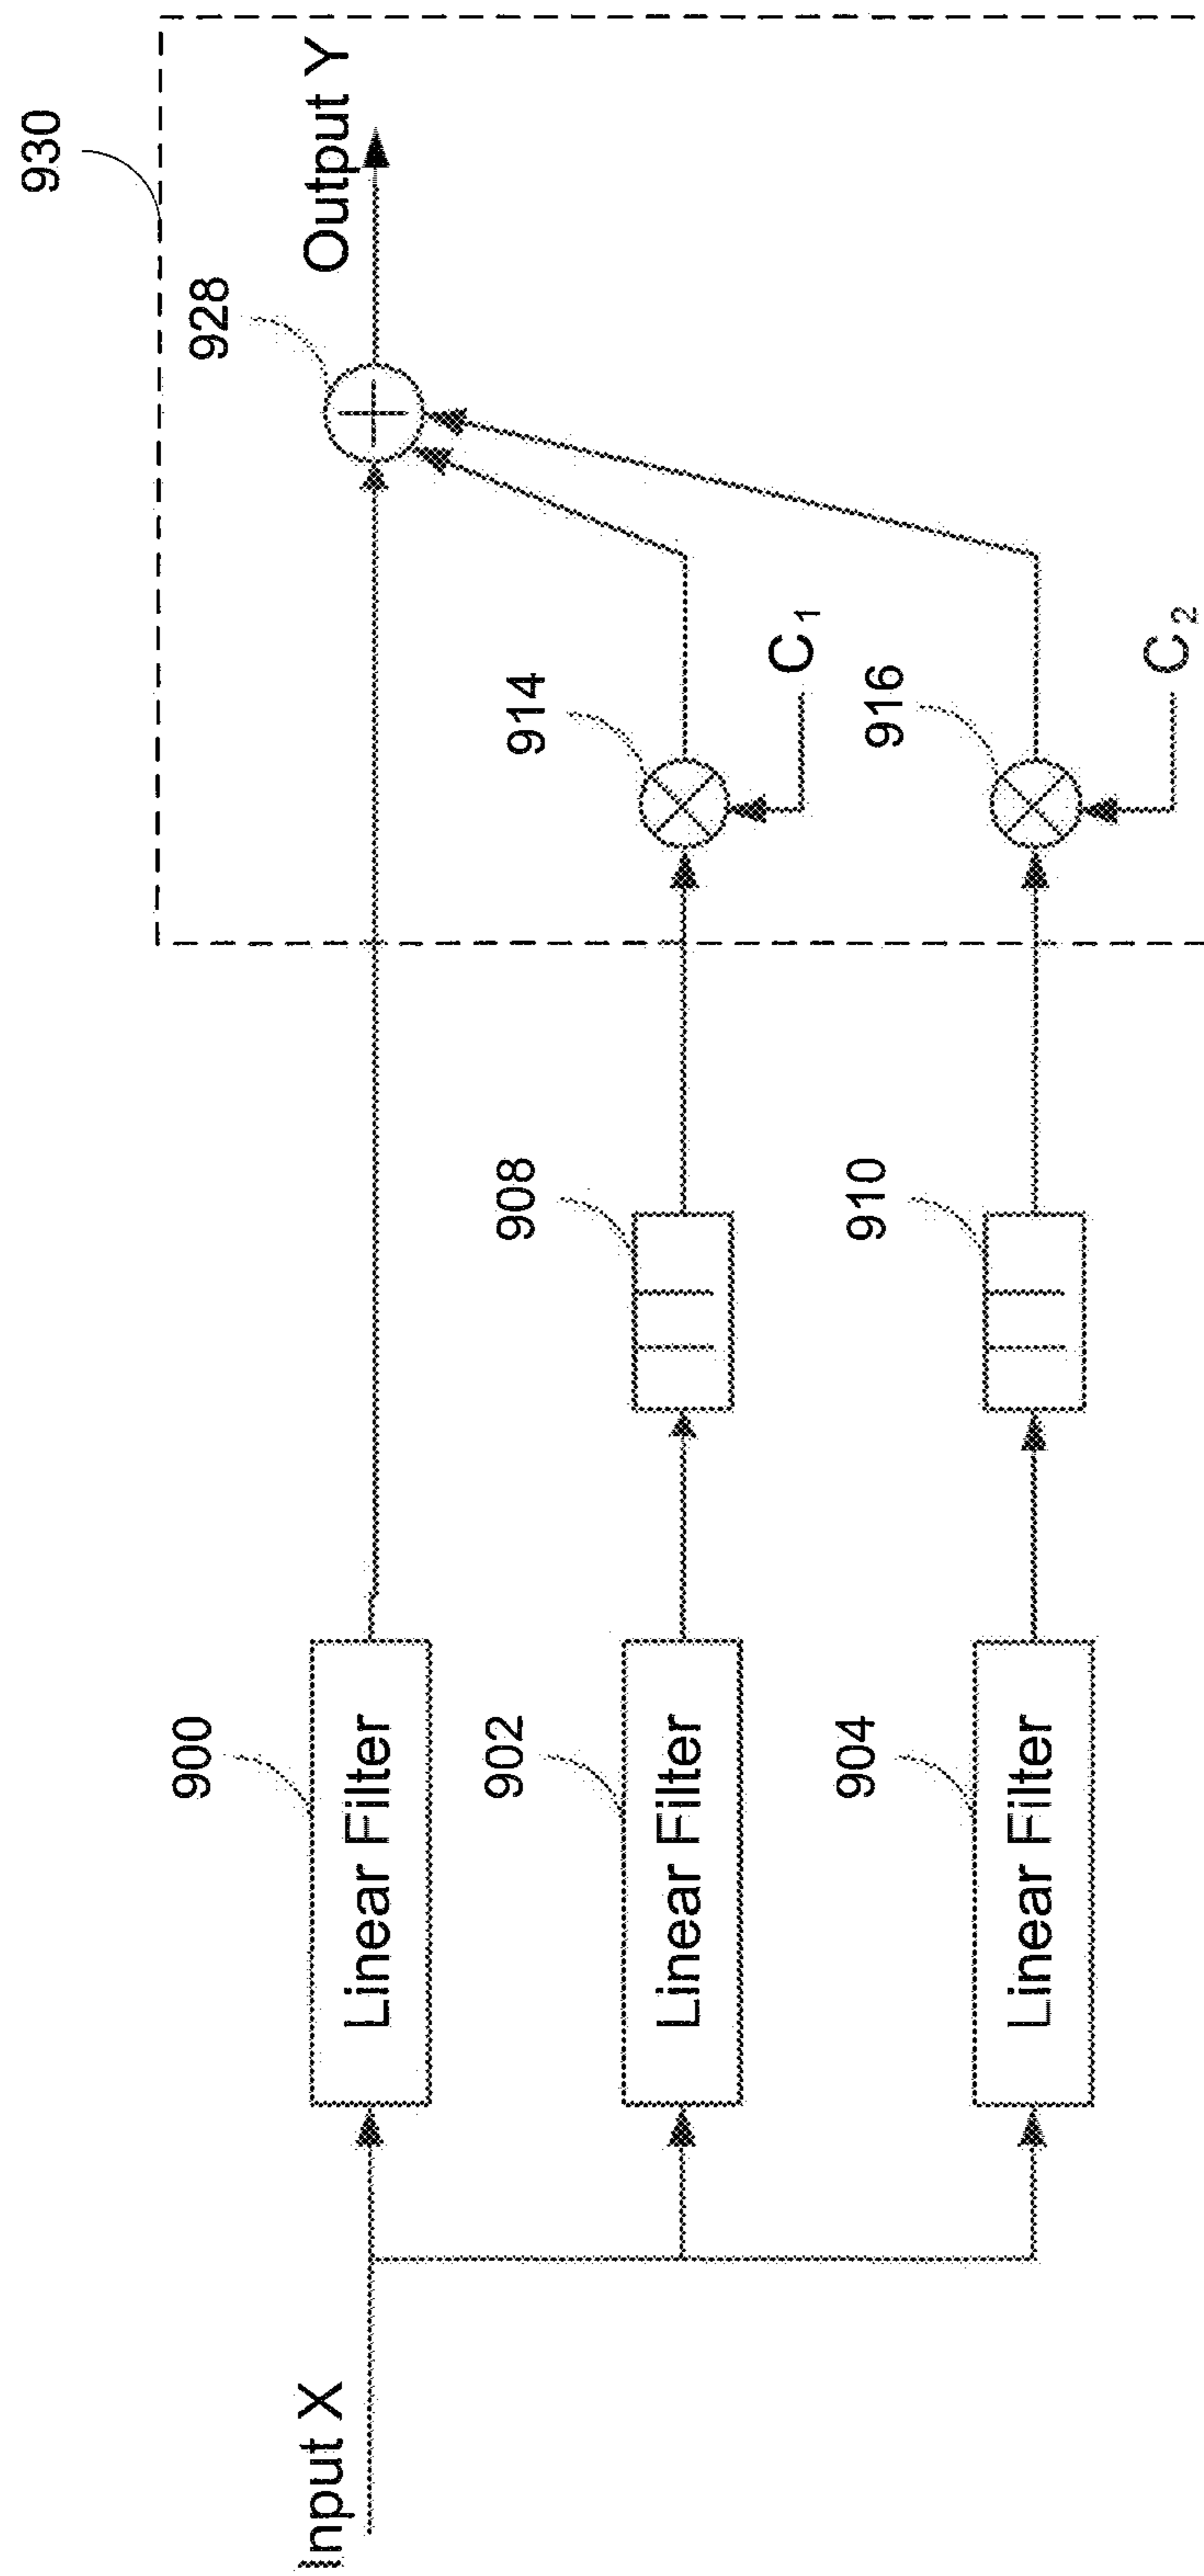 930
Output Y
928
914
C1
916
C2
908
910
900
Linear Filter
902
Linear Filter
904
Linear Filter
Input X